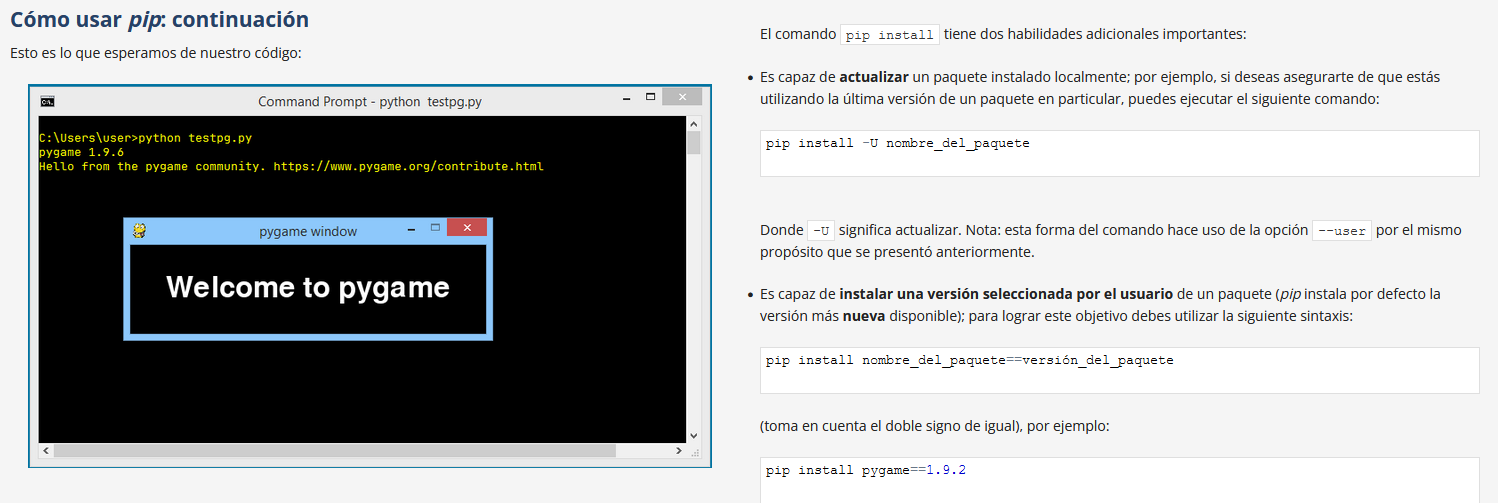 Cómo usar pip: continuación
Esto es lo que esperamos de nuestro código:
Command Prompt - python testpg.py
C:\Users\user>python testpg.py
pygame 1.9.6
Hello from the pygame community. https://www.pygame.org/contribute.html
pygame window
Welcome to pygame
El comando pip install tiene dos habilidades adicionales importantes:
• Es capaz de actualizar un paquete instalado localmente; por ejemplo, si deseas asegurarte de que estás
utilizando la última versión de un paquete en particular, puedes ejecutar el siguiente comando:
pip install -U nombre_del_paquete
Donde -U significa actualizar. Nota: esta forma del comando hace uso de la opción --user por el mismo
propósito que se presentó anteriormente.
• Es capaz de instalar una versión seleccionada por el usuario de un paquete (pip instala por defecto la
versión más nueva disponible); para lograr este objetivo debes utilizar la siguiente sintaxis:
pip install nombre_del_paquete==versión_del_paquete
(toma en cuenta el doble signo de igual), por ejemplo:
pip install pygame==1.9.2